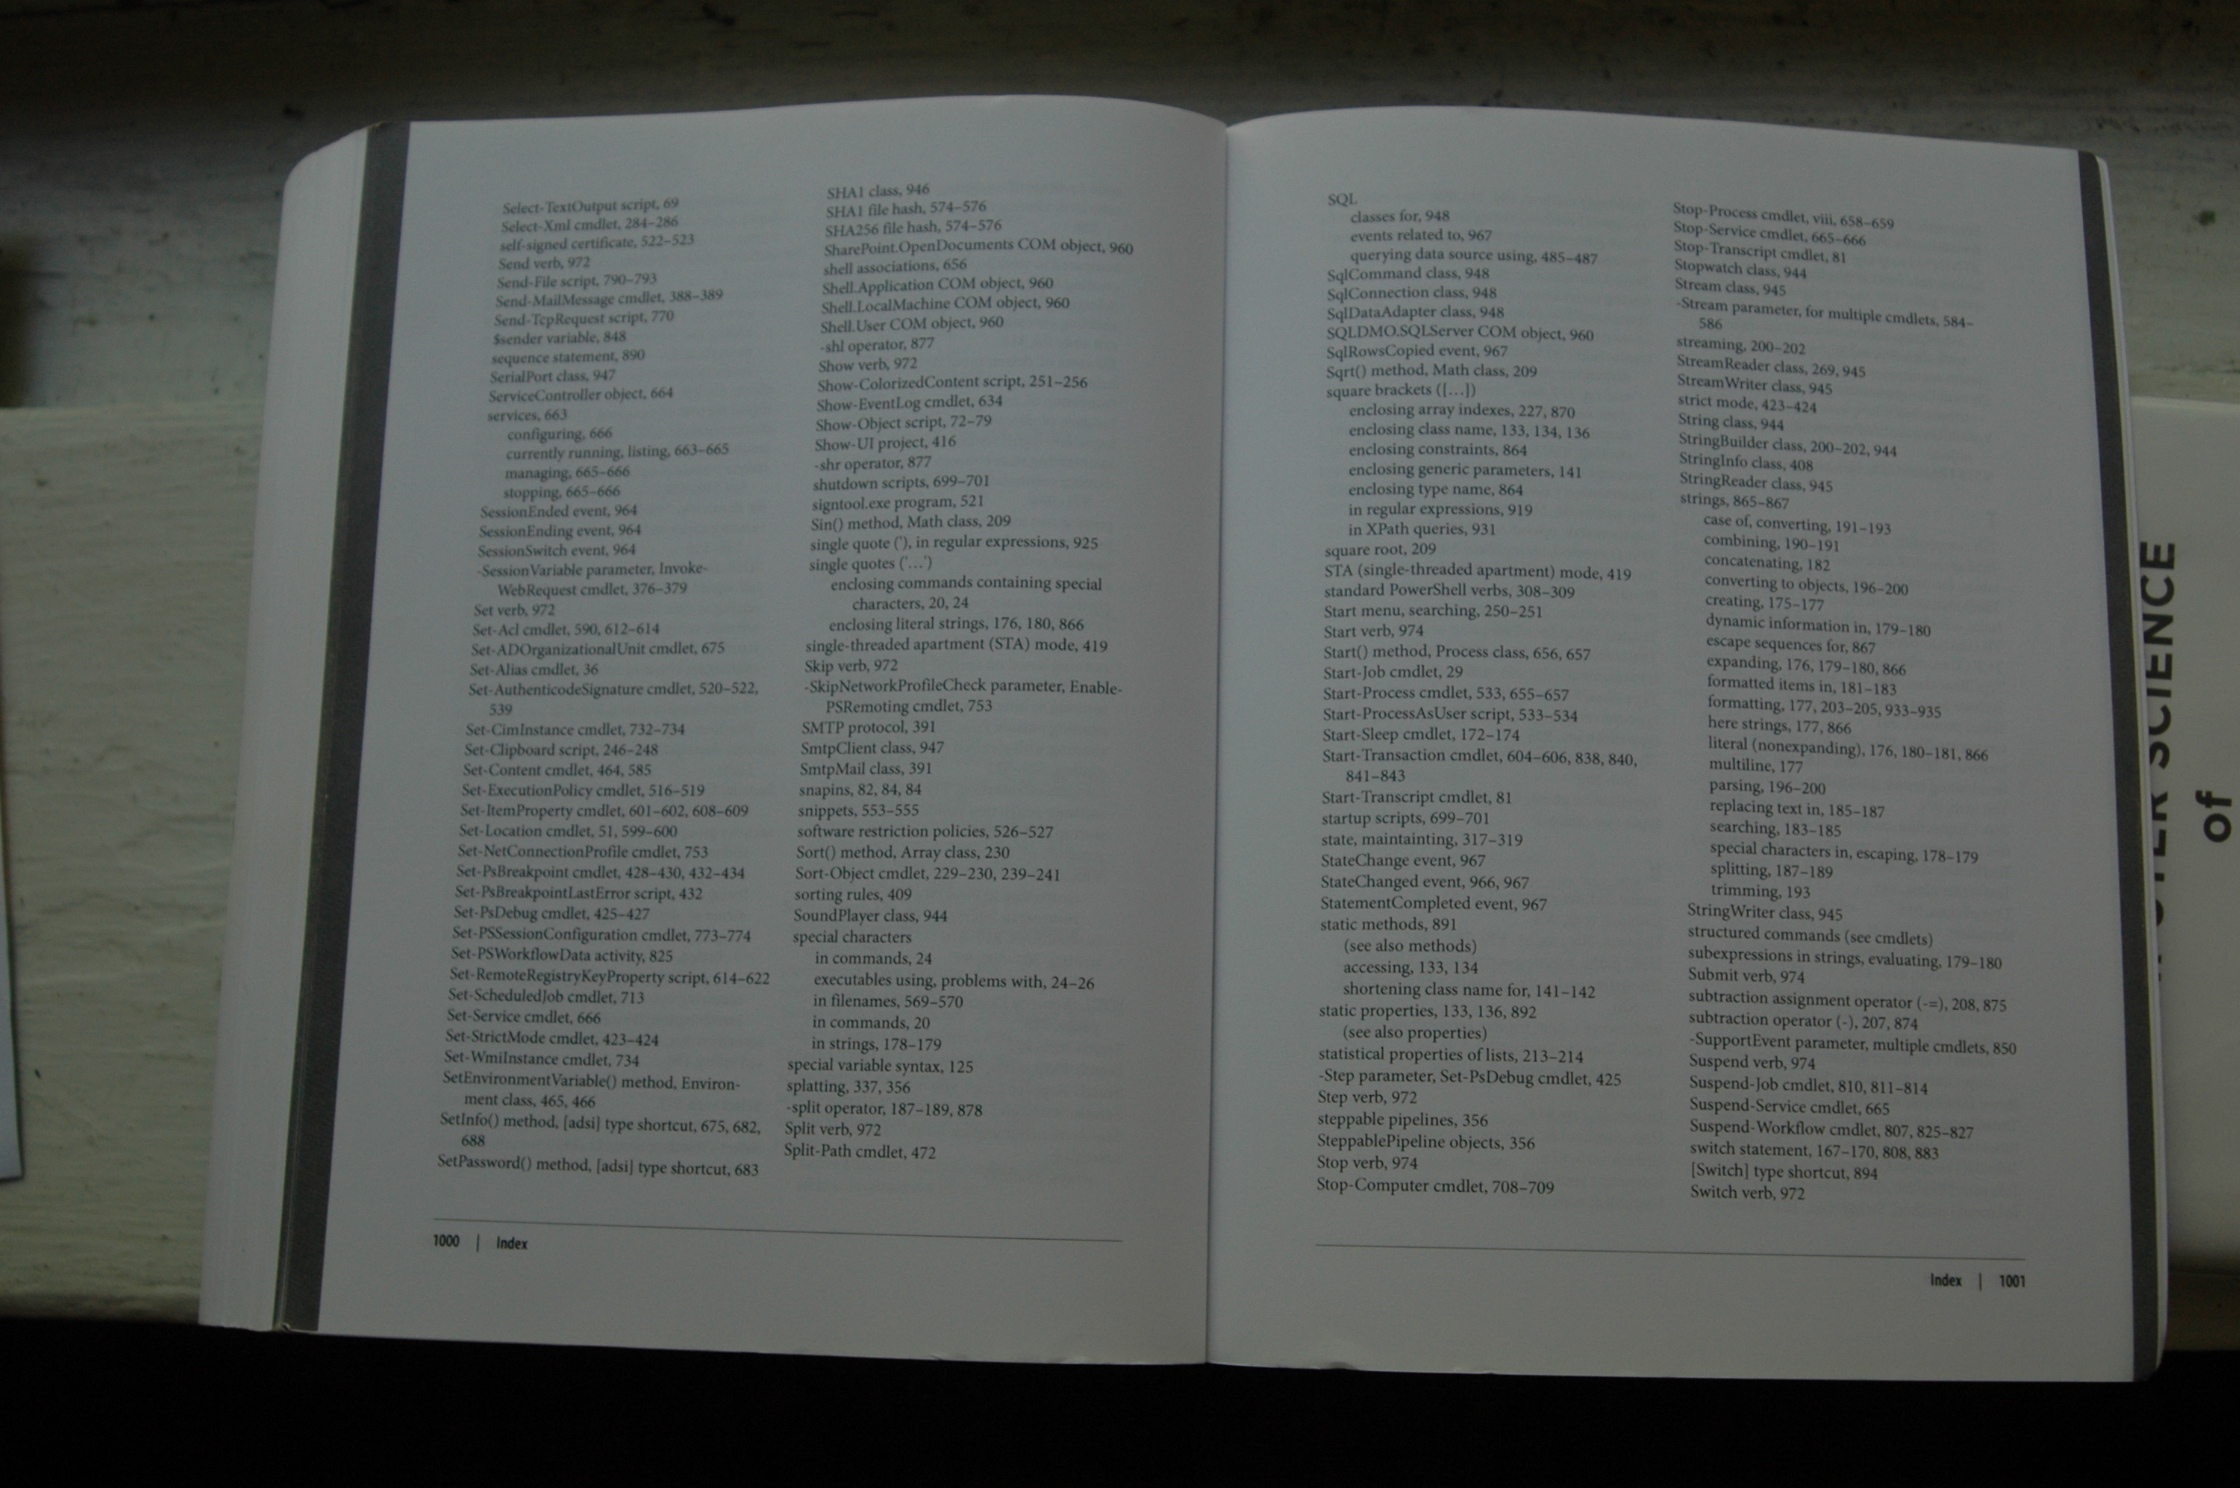 Select-TextOutput script, 69
Select-Xml cmdlet, 284–286
self-signed certificate, 522–523
Send verb, 972
Send-File script, 790–793
Send-MailMessage cmdlet, 388–389
Send-TcpRequest script, 770
$sender variable, 848
sequence statement, 890
SerialPort class, 947
ServiceController object, 664
services, 663
configuring, 666
currently running, listing, 663–665
managing, 665–666
stopping, 665–666
SessionEnded event, 964
SessionEnding event, 964
SessionSwitch event, 964
-SessionVariable parameter, Invoke-
WebRequest cmdlet, 376–379
Set verb, 972
Set-Acl cmdlet, 590, 612–614
Set-ADOrganizationalUnit cmdlet, 675
Set-Alias cmdlet, 36
Set-AuthenticodeSignature cmdlet, 520–522,
539
Set-CimInstance cmdlet, 732–734
Set-Clipboard script, 246–248
Set-Content cmdlet, 464, 585
Set-ExecutionPolicy cmdlet, 516–519
Set-ItemProperty cmdlet, 601–602, 608–609
Set-Location cmdlet, 51, 599–600
Set-NetConnectionProfile cmdlet, 753
Set-PsBreakpoint cmdlet, 428–430, 432–434
Set-PsBreakpointLastError script, 432
Set-PsDebug cmdlet, 425–427
Set-PSSessionConfiguration cmdlet, 773–774
Set-PSWorkflowData activity, 825
Set-RemoteRegistryKeyProperty script, 614–622
Set-ScheduledJob cmdlet, 713
Set-Service cmdlet, 666
Set-StrictMode cmdlet, 423–424
Set-WmiInstance cmdlet, 734
SetEnvironmentVariable() method, Environ-
ment class, 465, 466
SetInfo() method, [adsi] type shortcut, 675, 682,
688
SetPassword() method, [adsi] type shortcut, 683
SHA1 class, 946
SHA1 file hash, 574–576
SHA256 file hash, 574–576
SharePoint.OpenDocuments COM object, 960
shell associations, 656
Shell.Application COM object, 960
Shell.LocalMachine COM object, 960
Shell.User COM object, 960
-shl operator, 877
Show verb, 972
Show-ColorizedContent script, 251–256
Show-EventLog cmdlet, 634
Show-Object script, 72–79
Show-UI project, 416
-shr operator, 877
shutdown scripts, 699–701
signtool.exe program, 521
Sin() method, Math class, 209
single quote ('), in regular expressions, 925
single quotes ('…')
enclosing commands containing special
characters, 20, 24
enclosing literal strings, 176, 180, 866
single-threaded apartment (STA) mode, 419
Skip verb, 972
-SkipNetworkProfileCheck parameter, Enable-
PSRemoting cmdlet, 753
SMTP protocol, 391
SmtpClient class, 947
SmtpMail class, 391
snapins, 82, 84, 84
snippets, 553–555
software restriction policies, 526–527
Sort() method, Array class, 230
Sort-Object cmdlet, 229–230, 239–241
sorting rules, 409
SoundPlayer class, 944
special characters
in commands, 24
executables using, problems with, 24–26
in filenames, 569–570
in commands, 20
in strings, 178–179
special variable syntax, 125
splatting, 337, 356
-split operator, 187–189, 878
Split verb, 972
Split-Path cmdlet, 472
1000 | Index
SQL
classes for, 948
events related to, 967
querying data source using, 485–487
SqlCommand class, 948
SqlConnection class, 948
SqlDataAdapter class, 948
SQLDMO.SQLServer COM object, 960
SqlRowsCopied event, 967
Sqrt() method, Math class, 209
square brackets ([…])
enclosing array indexes, 227, 870
enclosing class name, 133, 134, 136
enclosing constraints, 864
enclosing generic parameters, 141
enclosing type name, 864
in regular expressions, 919
in XPath queries, 931
square root, 209
STA (single-threaded apartment) mode, 419
standard PowerShell verbs, 308–309
Start menu, searching, 250–251
Start verb, 974
Start() method, Process class, 656, 657
Start-Job cmdlet, 29
Start-Process cmdlet, 533, 655–657
Start-ProcessAsUser script, 533–534
Start-Sleep cmdlet, 172–174
Start-Transaction cmdlet, 604–606, 838, 840,
841–843
Start-Transcript cmdlet, 81
startup scripts, 699–701
state, maintainting, 317–319
StateChange event, 967
StateChanged event, 966, 967
StatementCompleted event, 967
static methods, 891
(see also methods)
accessing, 133, 134
shortening class name for, 141–142
static properties, 133, 136, 892
(see also properties)
statistical properties of lists, 213–214
-Step parameter, Set-PsDebug cmdlet, 425
Step verb, 972
steppable pipelines, 356
SteppablePipeline objects, 356
Stop verb, 974
Stop-Computer cmdlet, 708–709
Stop-Process cmdlet, viii, 658–659
Stop-Service cmdlet, 665–666
Stop-Transcript cmdlet, 81
Stopwatch class, 944
Stream class, 945
-Stream parameter, for multiple cmdlets, 584–
586
streaming, 200–202
StreamReader class, 269, 945
StreamWriter class, 945
strict mode, 423–424
String class, 944
StringBuilder class, 200–202, 944
StringInfo class, 408
StringReader class, 945
strings, 865–867
case of, converting, 191–193
combining, 190–191
concatenating, 182
converting to objects, 196–200
creating, 175–177
dynamic information in, 179–180
escape sequences for, 867
expanding, 176, 179–180, 866
formatted items in, 181–183
formatting, 177, 203–205, 933–935
here strings, 177, 866
literal (nonexpanding), 176, 180–181, 866
multiline, 177
parsing, 196–200
replacing text in, 185–187
searching, 183–185
special characters in, escaping, 178–179
splitting, 187–189
trimming, 193
StringWriter class, 945
structured commands (see cmdlets)
subexpressions in strings, evaluating, 179–180
Submit verb, 974
subtraction assignment operator (-=), 208, 875
subtraction operator (-), 207, 874
-SupportEvent parameter, multiple cmdlets, 850
Suspend verb, 974
Suspend-Job cmdlet, 810, 811–814
Suspend-Service cmdlet, 665
Suspend-Workflow cmdlet, 807, 825–827
switch statement, 167–170, 808, 883
[Switch] type shortcut, 894
Switch verb, 972
Index | 1001
SCIENCE
of